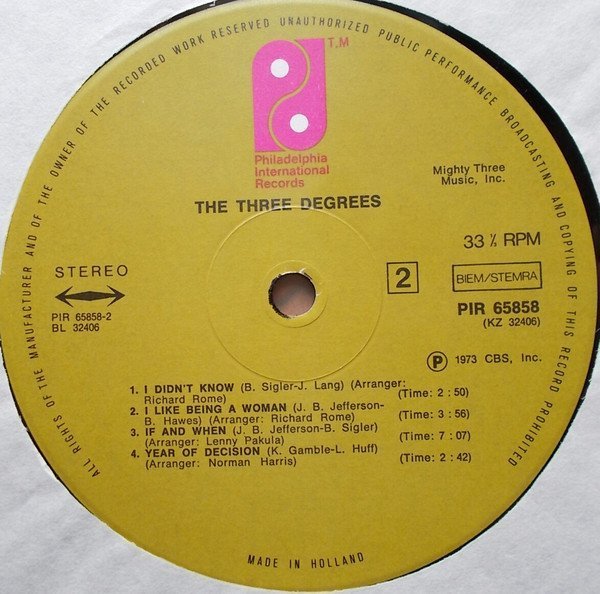 ALL RIGHTS OF THE MANUFACTURER AND OF THE OWNER OF THE RECORDED WORK RESERVED UNAUTHORIZED PUBLIC PERFORMANCE BROADCASTING AND COPYING OF THIS RECORD PROHIBITED
T.M
Philadelphia
International
Records
Mighty Three
Music, Inc.
THE THREE DEGREES
STEREO
PIR 65858-2
BL 32406
2
33 ⅓ RPM
BIEM/STEMRA
PIR 65858
(KZ 32406)
P 1973 CBS, Inc.
1. I DIDN'T KNOW (B. Sigler-J. Lang) (Arranger:
Richard Rome) (Time: 2 : 50)
2. I LIKE BEING A WOMAN (J. B. Jefferson-
B. Hawes) (Arranger: Richard Rome) (Time: 3 : 56)
3. IF AND WHEN (J. B. Jefferson-B. Sigler)
(Arranger: Lenny Pakula) (Time: 7 : 07)
4. YEAR OF DECISION (K. Gamble-L. Huff)
(Arranger: Norman Harris) (Time: 2 : 42)
MADE IN HOLLAND